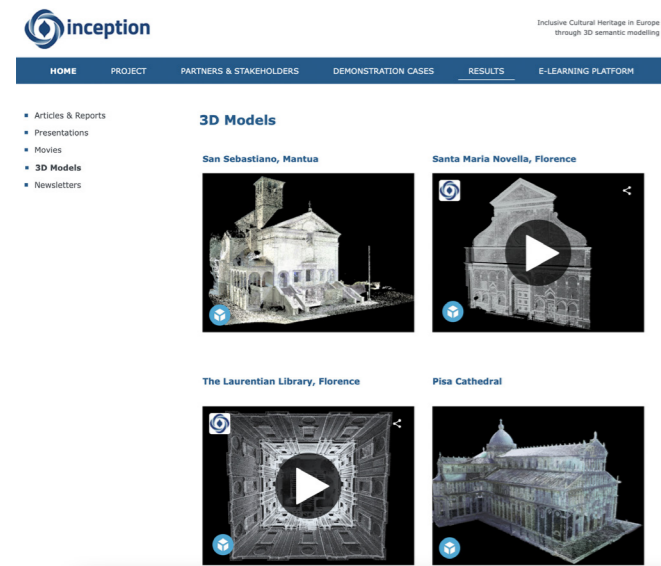 inception
Inclusive Cultural Heritage in Europe
through 3D semantic modelling
HOME PROJECT PARTNERS & STAKEHOLDERS DEMONSTRATION CASES RESULTS E-LEARNING PLATFORM
Articles & Reports
Presentations
Movies
3D Models
Newsletters
3D Models
San Sebastiano, Mantua
Santa Maria Novella, Florence
The Laurentian Library, Florence
Pisa Cathedral